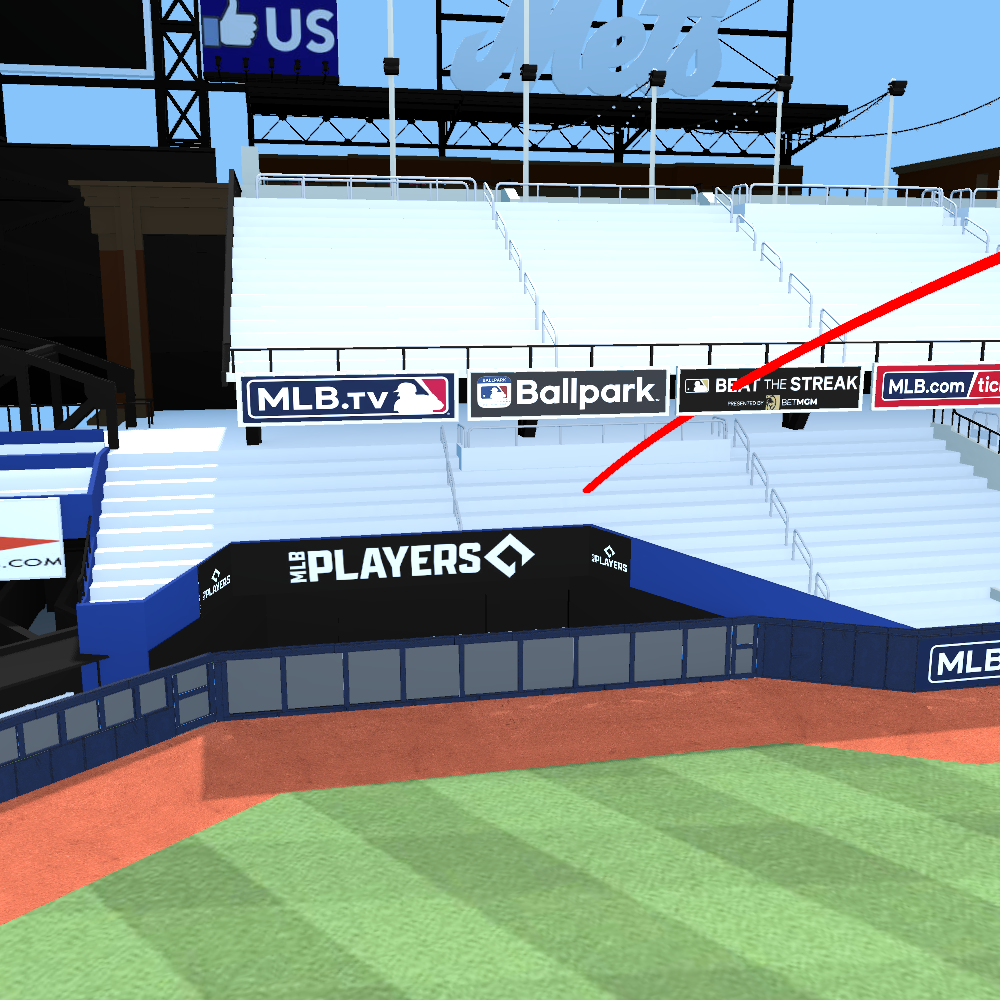 US
Mets
MLB.TV
BALLPARK
Ballpark.
BEAT THE STREAK
PRESENTED BY BETMGM
MLB.com / tic
S.COM
MLB PLAYERS
PLAYERS
PLAYERS
MLB